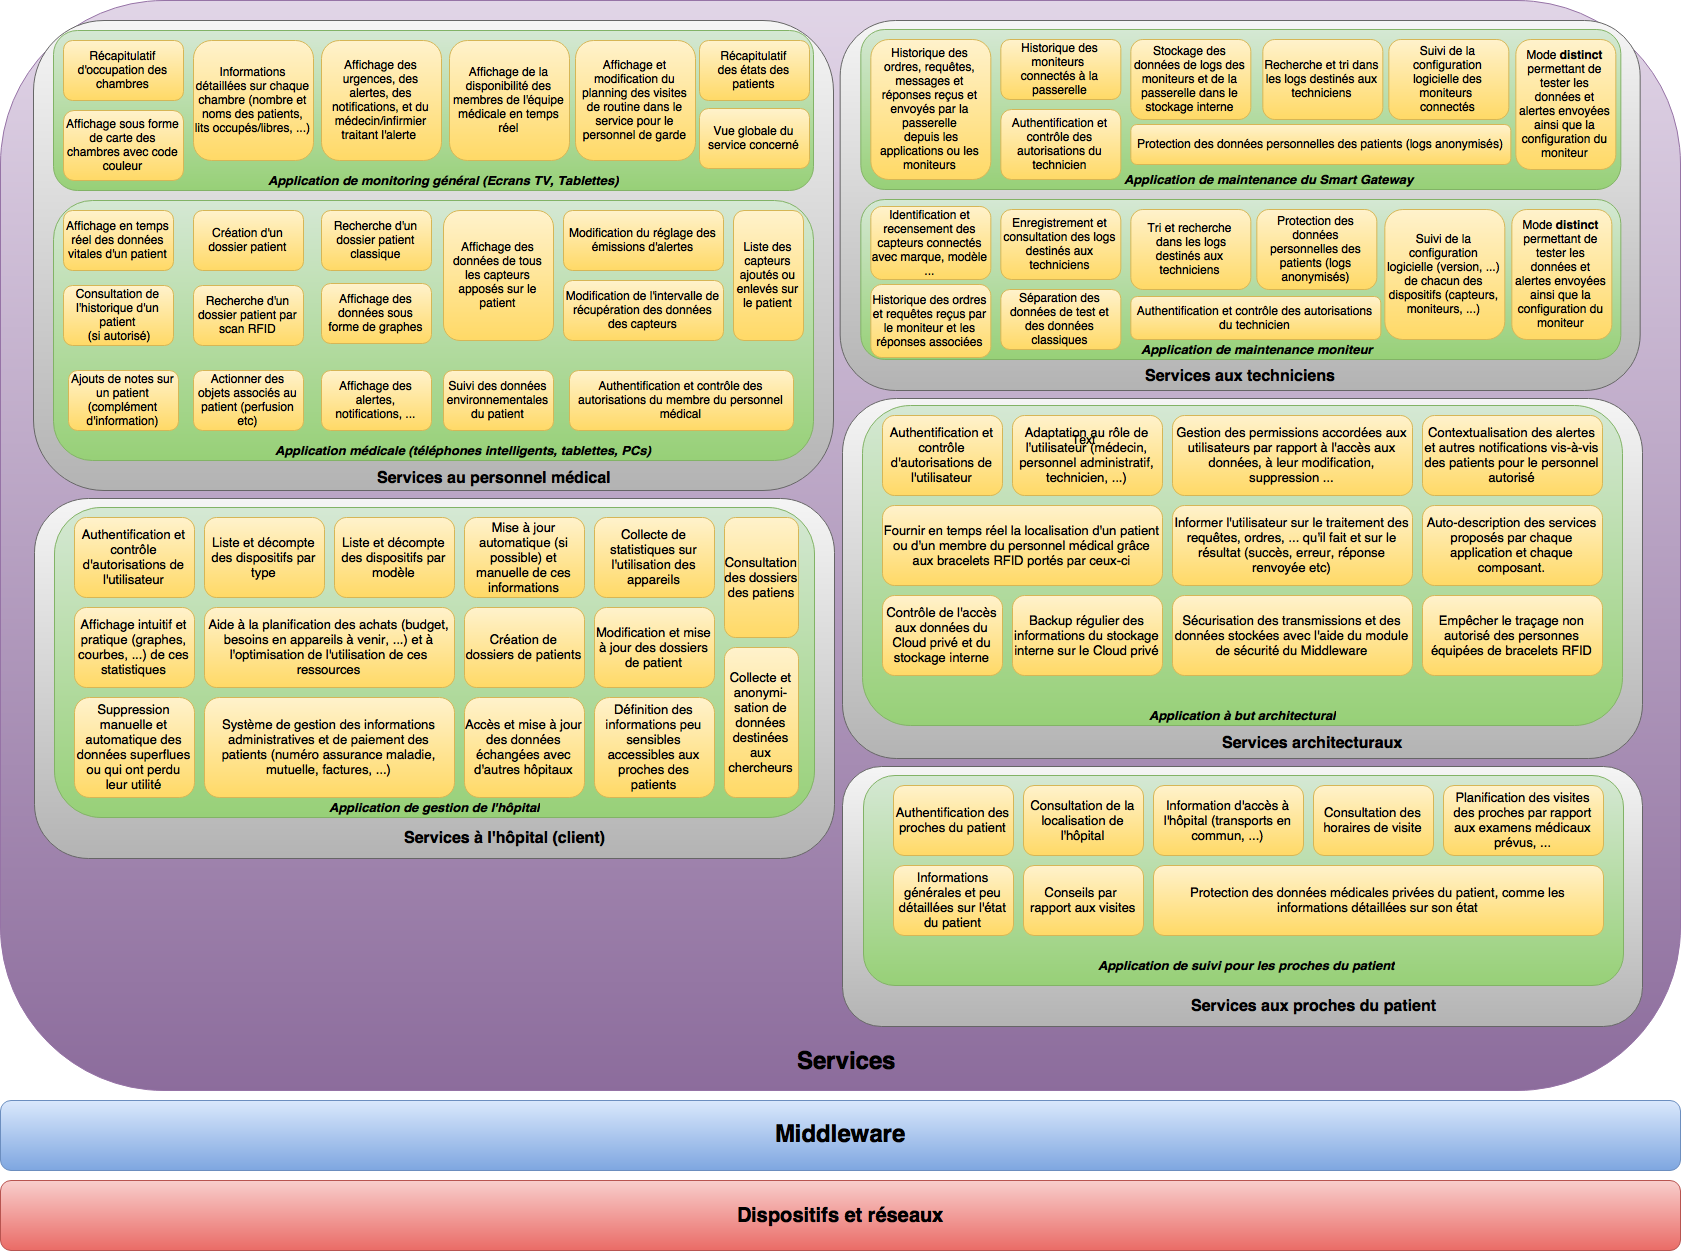 Récapitulatif
d'occupation des
chambres
Informations
détaillées sur chaque
chambre (nombre et
noms des patients,
lits occupés/libres, ...)
Affichage des
urgences, des
alertes, des
notifications, et du
médecin/infirmier
traitant l'alerte
Affichage de la
disponibilité des
membres de l'équipe
médicale en temps
réel
Affichage et
modification du
planning des visites
de routine dans le
service pour le
personnel de garde
Récapitulatif
des états des
patients
Affichage sous forme
de carte des
chambres avec code
couleur
Vue globale du
service concerné
Application de monitoring général (Ecrans TV, Tablettes)
Affichage en temps
réel des données
vitales d'un patient
Création d'un
dossier patient
Recherche d'un
dossier patient
classique
Affichage des
données de tous
les capteurs
apposés sur le
patient
Modification du réglage des
émissions d'alertes
Liste des
capteurs
ajoutés ou
enlevés sur
le patient
Consultation de
l'historique d'un
patient
(si autorisé)
Recherche d'un
dossier patient par
scan RFID
Affichage des
données sous
forme de graphes
Modification de l'intervalle de
récupération des données
des capteurs
Ajouts de notes sur
un patient
(complément
d'information)
Actionner des
objets associés au
patient (perfusion
etc)
Affichage des
alertes,
notifications, ...
Suivi des données
environnementales
du patient
Authentification et contrôle des
autorisations du membre du personnel
médical
Application médicale (téléphones intelligents, tablettes, PCs)
Services au personnel médical
Authentification et
contrôle
d'autorisations de
l'utilisateur
Liste et décompte
des dispositifs par
type
Liste et décompte
des dispositifs par
modèle
Mise à jour
automatique (si
possible) et
manuelle de ces
informations
Collecte de
statistiques sur
l'utilisation des
appareils
Consultation
des dossiers
des patiens
Affichage intuitif et
pratique (graphes,
courbes, ...) de ces
statistiques
Aide à la planification des achats (budget,
besoins en appareils à venir, ...) et à
l'optimisation de l'utilisation de ces
ressources
Création de
dossiers de patients
Modification et mise
à jour des dossiers
de patient
Collecte et
anonymi-
sation de
données
destinées
aux
chercheurs
Suppression
manuelle et
automatique des
données superflues
ou qui ont perdu
leur utilité
Système de gestion des informations
administratives et de paiement des
patients (numéro assurance maladie,
mutuelle, factures, ...)
Accès et mise à jour
des données
échangées avec
d'autres hôpitaux
Définition des
informations peu
sensibles
accessibles aux
proches des
patients
Application de gestion de l'hôpital
Services à l'hôpital (client)
Historique des
ordres, requêtes,
messages et
réponses reçus et
envoyés par la
passerelle
depuis les
applications ou les
moniteurs
Historique des
moniteurs
connectés à la
passerelle
Stockage des
données de logs des
moniteurs et de la
passerelle dans le
stockage interne
Recherche et tri dans
les logs destinés aux
techniciens
Suivi de la
configuration
logicielle des
moniteurs
connectés
Mode distinct
permettant de
tester les
données et
alertes envoyées
ainsi que la
configuration du
moniteur
Authentification et
contrôle des
autorisations du
technicien
Protection des données personnelles des patients (logs anonymisés)
Application de maintenance du Smart Gateway
Identification et
recensement des
capteurs connectés
avec marque, modèle
...
Enregistrement et
consultation des logs
destinés aux
techniciens
Tri et recherche
dans les logs
destinés aux
techniciens
Protection des
données
personnelles des
patients (logs
anonymisés)
Suivi de la
configuration
logicielle (version, ...)
de chacun des
dispositifs (capteurs,
moniteurs, ...)
Mode distinct
permettant de
tester les
données et
alertes envoyées
ainsi que la
configuration du
moniteur
Historique des ordres
et requêtes reçus par
le moniteur et les
réponses associées
Séparation des
données de test et
des données
classiques
Authentification et contrôle des autorisations
du technicien
Application de maintenance moniteur
Services aux techniciens
Authentification et
contrôle
d'autorisations de
l'utilisateur
Adaptation au rôle de
Text
l'utilisateur (médecin,
personnel administratif,
technicien, ...)
Gestion des permissions accordées aux
utilisateurs par rapport à l'accès aux
données, à leur modification,
suppression ...
Contextualisation des alertes
et autres notifications vis-à-vis
des patients pour le personnel
autorisé
Fournir en temps réel la localisation d'un patient
ou d'un membre du personnel médical grâce
aux bracelets RFID portés par ceux-ci
Informer l'utilisateur sur le traitement des
requêtes, ordres, ... qu'il fait et sur le
résultat (succès, erreur, réponse
renvoyée etc)
Auto-description des services
proposés par chaque
application et chaque
composant.
Contrôle de l'accès
aux données du
Cloud privé et du
stockage interne
Backup régulier des
informations du stockage
interne sur le Cloud privé
Sécurisation des transmissions et des
données stockées avec l'aide du module
de sécurité du Middleware
Empêcher le traçage non
autorisé des personnes
équipées de bracelets RFID
Application à but architectural
Services architecturaux
Authentification des
proches du patient
Consultation de la
localisation de
l'hôpital
Information d'accès à
l'hôpital (transports en
commun, ...)
Consultation des
horaires de visite
Planification des visites
des proches par rapport
aux examens médicaux
prévus, ...
Informations
générales et peu
détaillées sur l'état
du patient
Conseils par
rapport aux visites
Protection des données médicales privées du patient, comme les
informations détaillées sur son état
Application de suivi pour les proches du patient
Services aux proches du patient
Services
Middleware
Dispositifs et réseaux